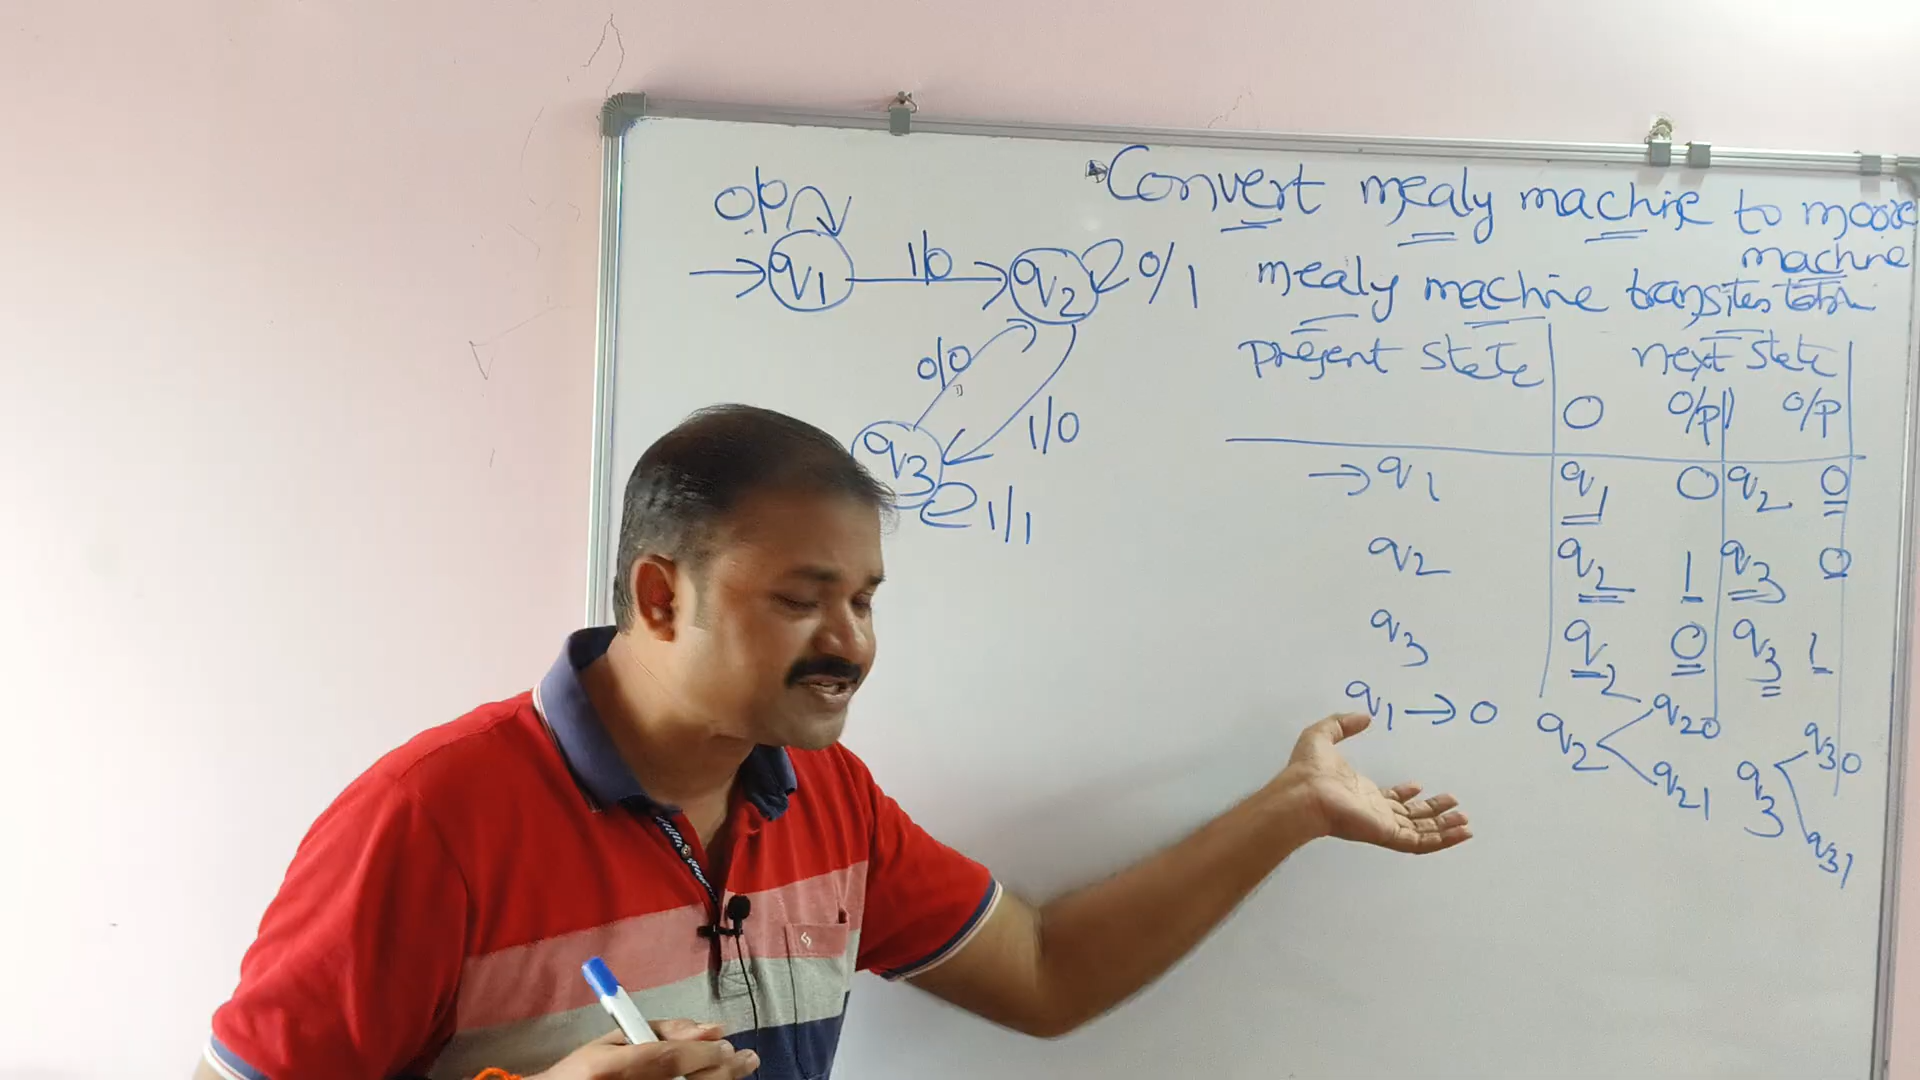 Convert mealy machine to moore
machine
0/0
→ q1 1/0 q2 0/1
0/0
1/0
q3
1/1
mealy machine
present state next state
0 o/p 1 o/p
→ q1 q1 0 q2 0
q2 q2 1 q3 0
q3 q2 0 q3 1
q1 → 0 q2 q20
q21
q3 q30
q31